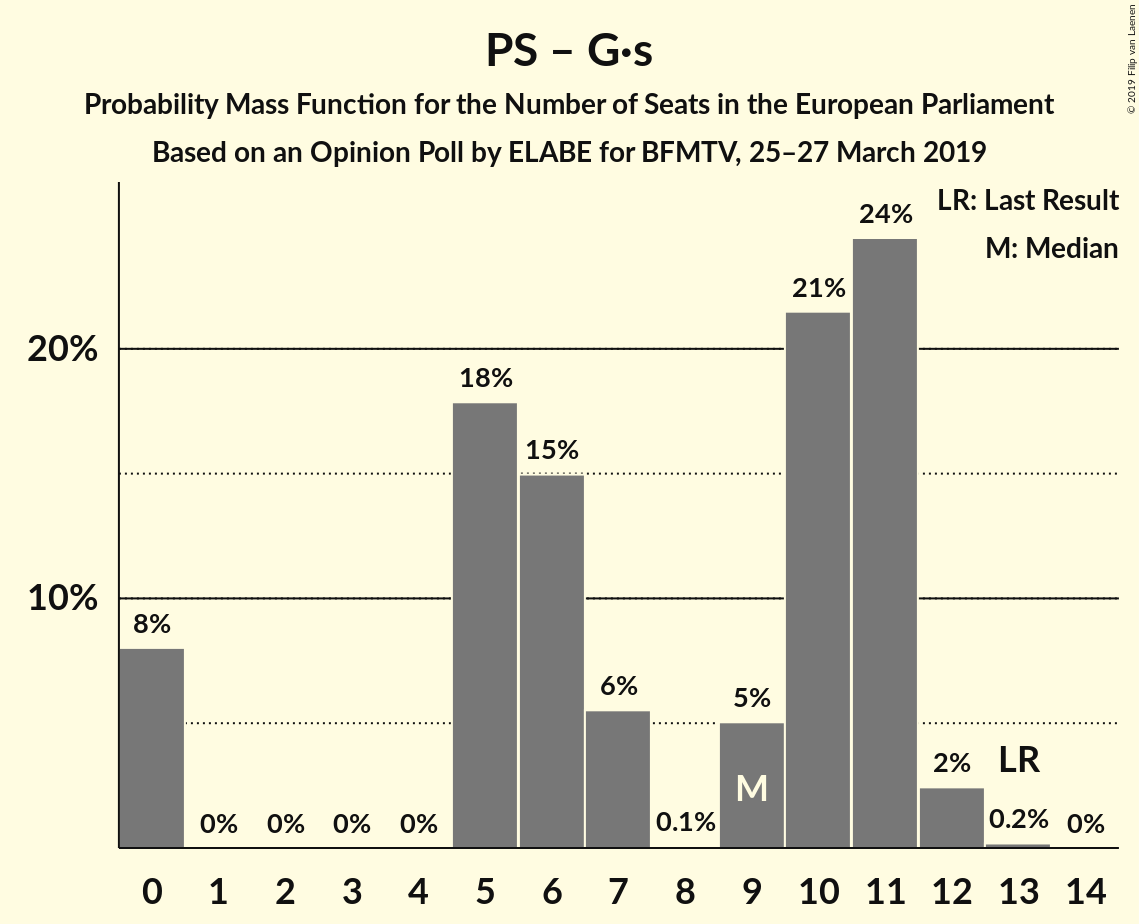 PS – G·s
Probability Mass Function for the Number of Seats in the European Parliament
Based on an Opinion Poll by ELABE for BFMTV, 25–27 March 2019
© 2019 Filip van Laenen
LR: Last Result
M: Median
24%
21%
20%
18%
15%
10%
8%
6%
5%
LR
2%
M
0% 0% 0% 0% 0.1% 0.2% 0%
0 1 2 3 4 5 6 7 8 9 10 11 12 13 14